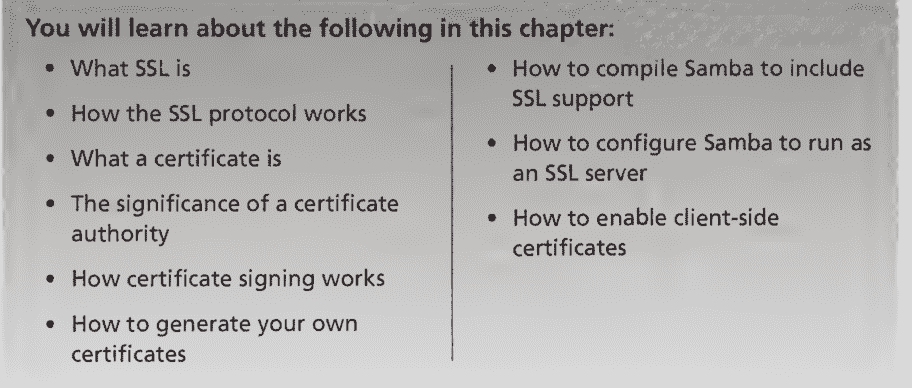 You will learn about the following in this chapter:
• What SSL is
• How the SSL protocol works
• What a certificate is
• The significance of a certificate
authority
• How certificate signing works
• How to generate your own
certificates
• How to compile Samba to include
SSL support
• How to configure Samba to run as
an SSL server
• How to enable client-side
certificates